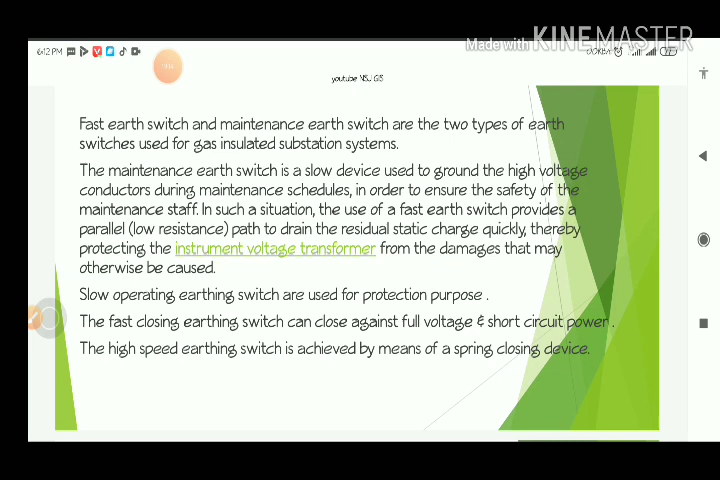 Made with KINEMASTER
6:12 PM
youtube NSJ GIS
Fast earth switch and maintenance earth switch are the two types of earth
switches used for gas insulated substation systems.
The maintenance earth switch is a slow device used to ground the high voltage
conductors during maintenance schedules, in order to ensure the safety of the
maintenance staff. In such a situation, the use of a fast earth switch provides a
parallel (low resistance) path to drain the residual static charge quickly, thereby
protecting the instrument voltage transformer from the damages that may
otherwise be caused.
Slow operating earthing switch are used for protection purpose .
The fast closing earthing switch can close against full voltage & short circuit power .
The high speed earthing switch is achieved by means of a spring closing device.